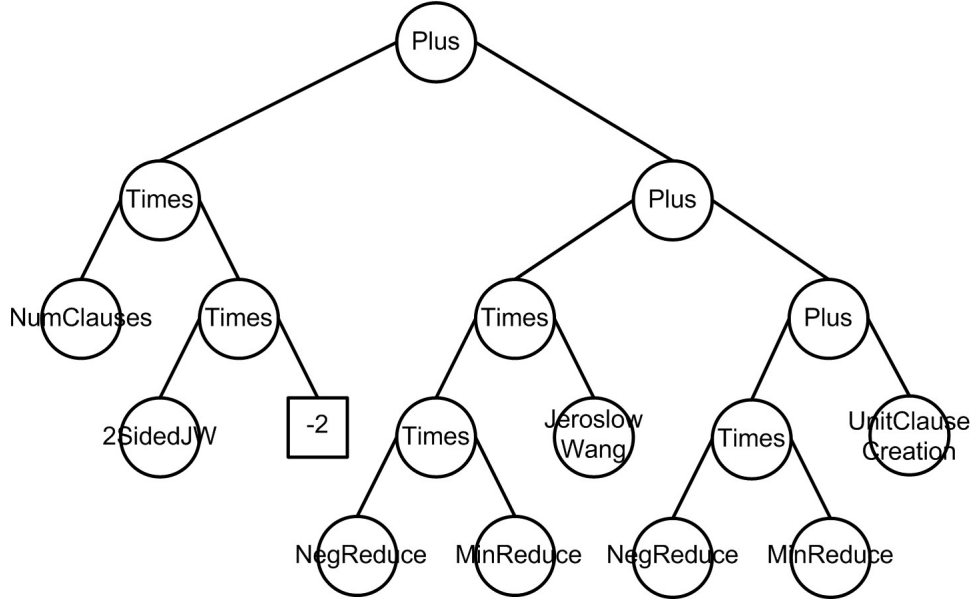 Plus
Times
Plus
NumClauses
Times
Times
Plus
2SidedJW
-2
Times
Jeroslow
Wang
Times
UnitClause
Creation
NegReduce
MinReduce
NegReduce
MinReduce